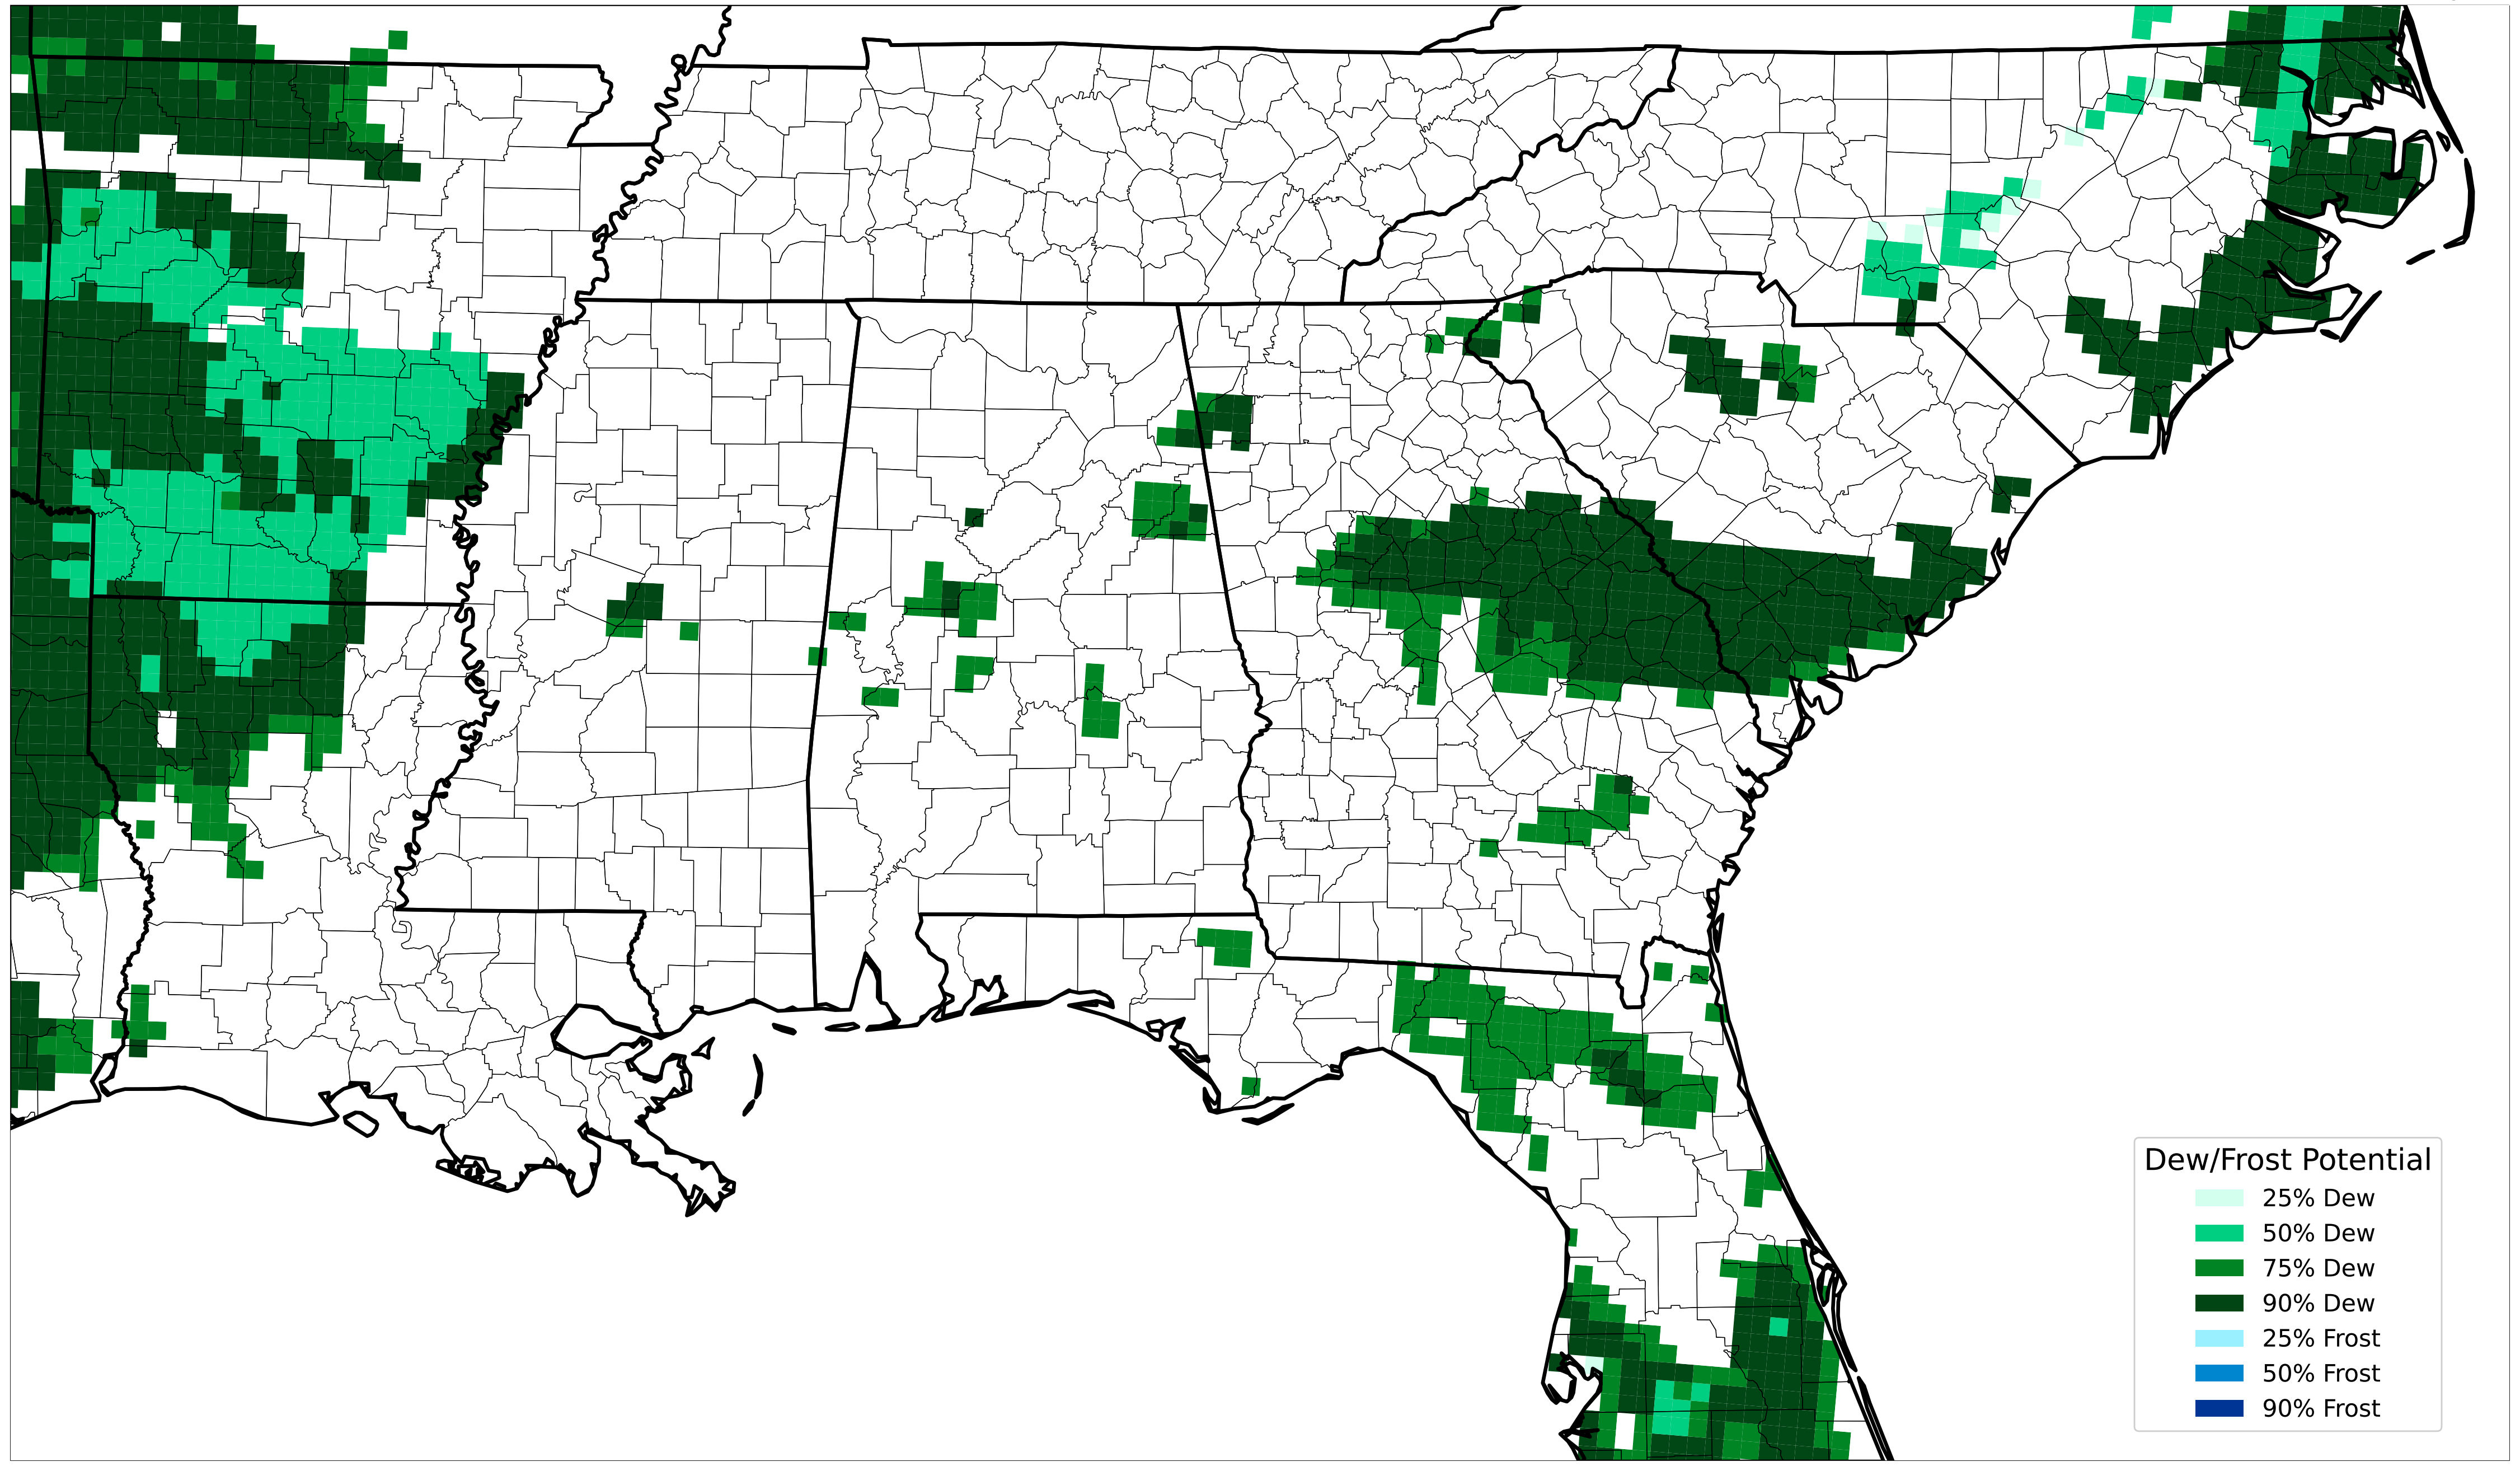 Dew/Frost Potential
25% Dew
50% Dew
75% Dew
90% Dew
25% Frost
50% Frost
90% Frost